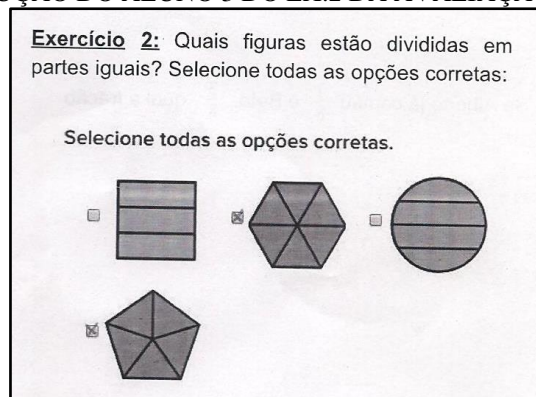 Exercício 2: Quais figuras estão divididas em
partes iguais? Selecione todas as opções corretas:
Selecione todas as opções corretas.